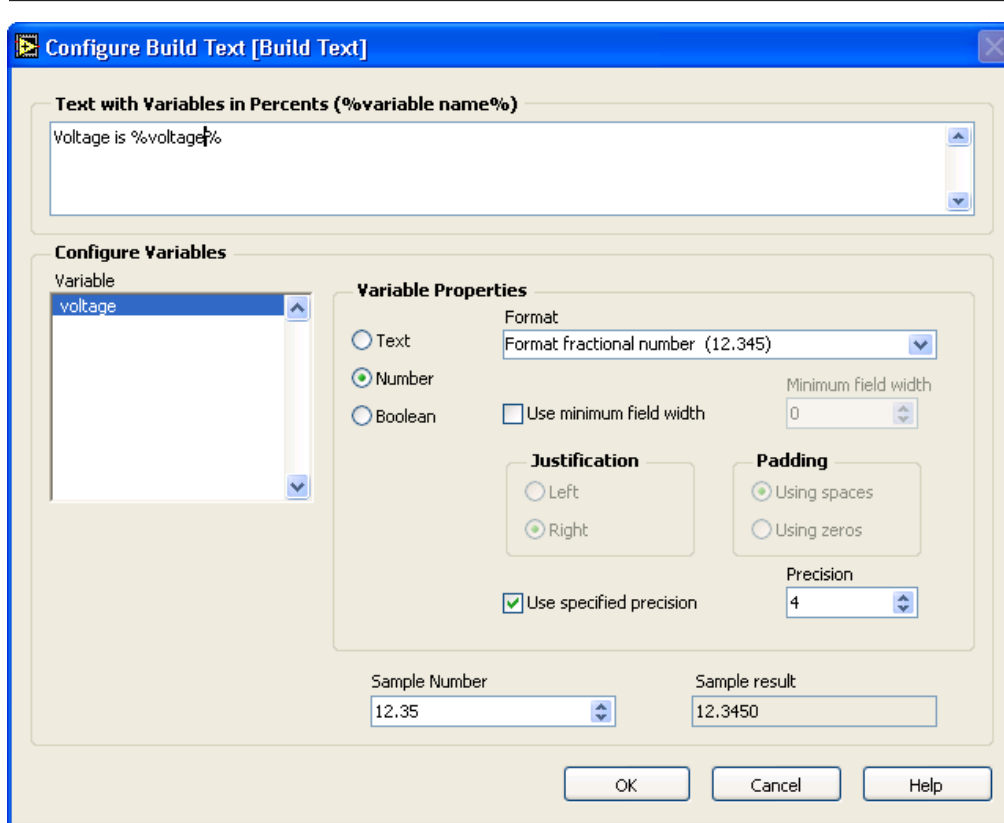 Configure Build Text [Build Text]
Text with Variables in Percents (%variable name%)
Voltage is %voltage%
Configure Variables
Variable
voltage
Variable Properties
Text
Number
Boolean
Format
Format fractional number (12.345)
Use minimum field width
Minimum field width
0
Justification
Left
Right
Padding
Using spaces
Using zeros
Use specified precision
Precision
4
Sample Number
12.35
Sample result
12.3450
OK
Cancel
Help